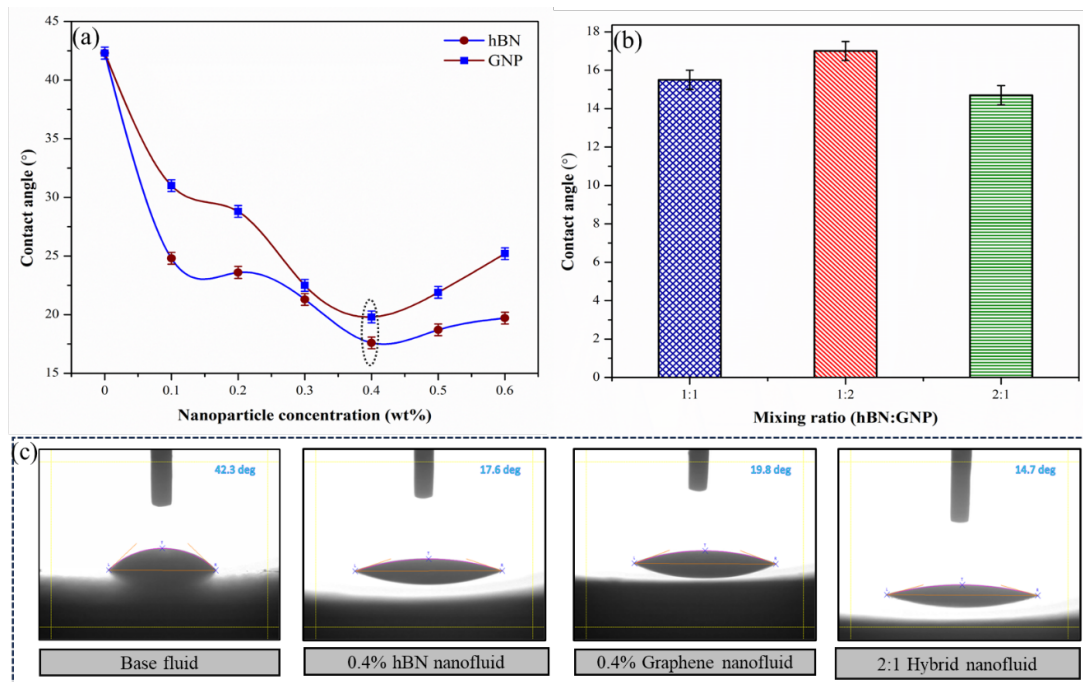 (a)
hBN
GNP
45
40
35
30
25
20
15
Contact angle (°)
0
0.1
0.2
0.3
0.4
0.5
0.6
Nanoparticle concentration (wt%)
(b)
18
16
14
12
10
8
6
4
2
0
Contact angle (°)
1:1
1:2
2:1
Mixing ratio (hBN:GNP)
(c)
42.3 deg
17.6 deg
19.8 deg
14.7 deg
Base fluid
0.4% hBN nanofluid
0.4% Graphene nanofluid
2:1 Hybrid nanofluid